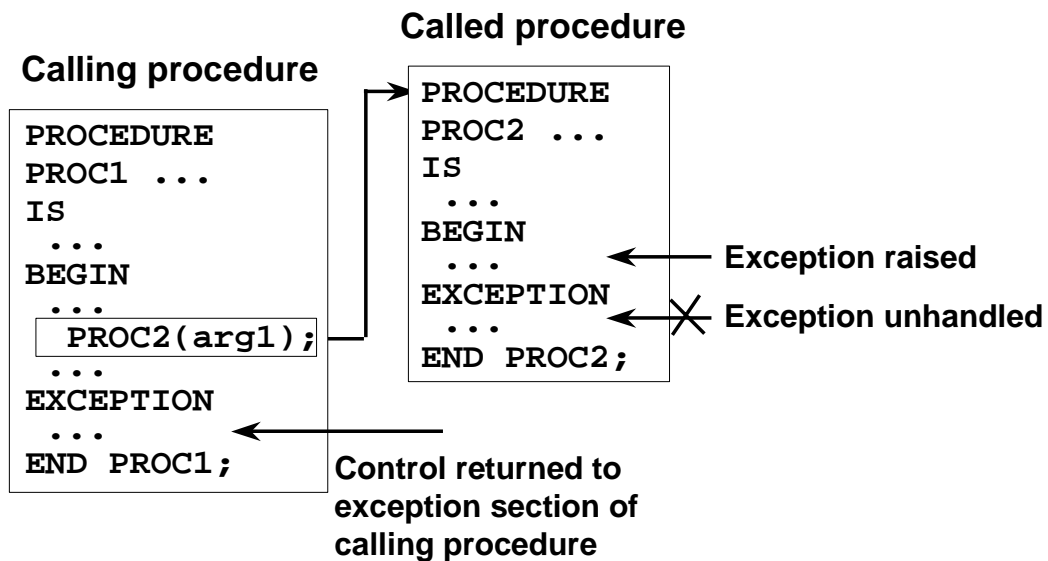 Calling procedure
PROCEDURE
PROC1 ...
IS
...
BEGIN
...
PROC2(arg1);
...
EXCEPTION
...
END PROC1;
Called procedure
PROCEDURE
PROC2 ...
IS
...
BEGIN
...
EXCEPTION
...
END PROC2;
Exception raised
Exception unhandled
Control returned to
exception section of
calling procedure